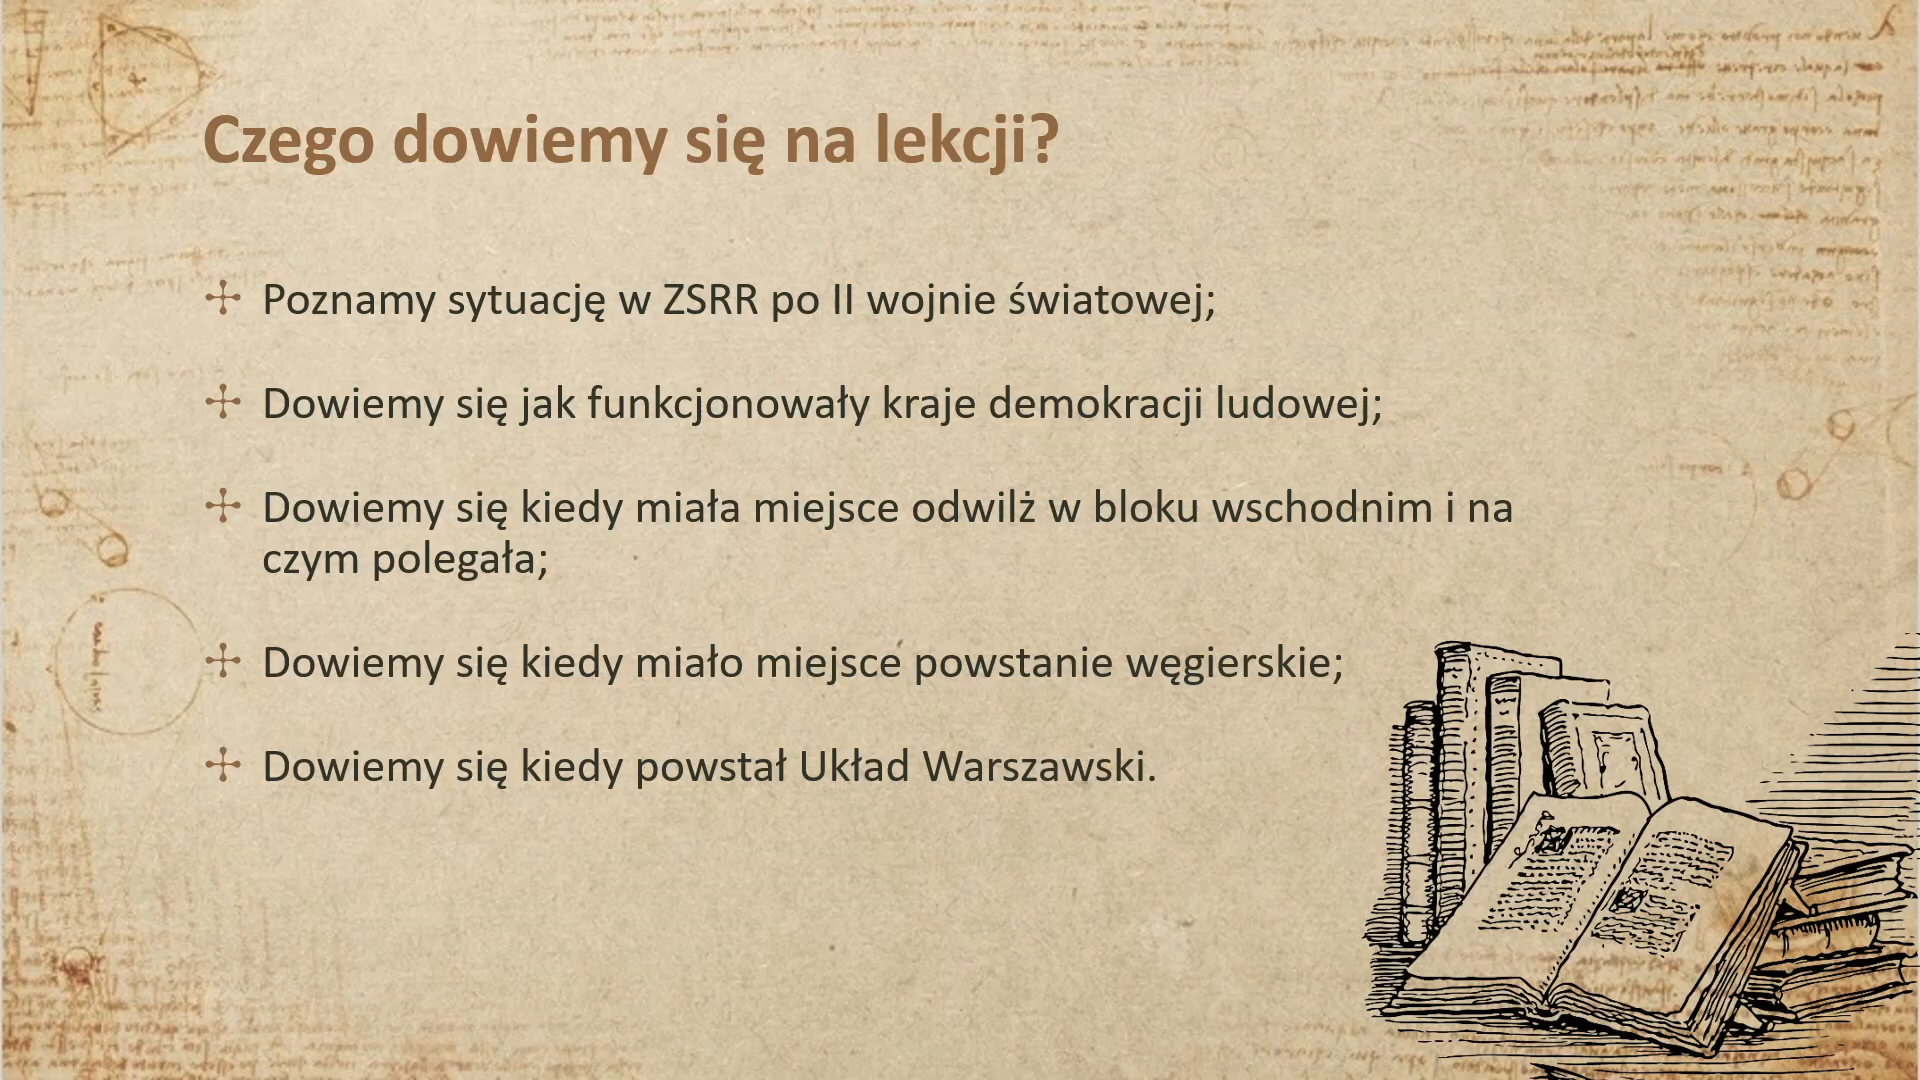 Czego dowiemy się na lekcji?
Poznamy sytuację w ZSRR po II wojnie światowej;
Dowiemy się jak funkcjonowały kraje demokracji ludowej;
Dowiemy się kiedy miała miejsce odwilż w bloku wschodnim i na
czym polegała;
Dowiemy się kiedy miało miejsce powstanie węgierskie;
Dowiemy się kiedy powstał Układ Warszawski.